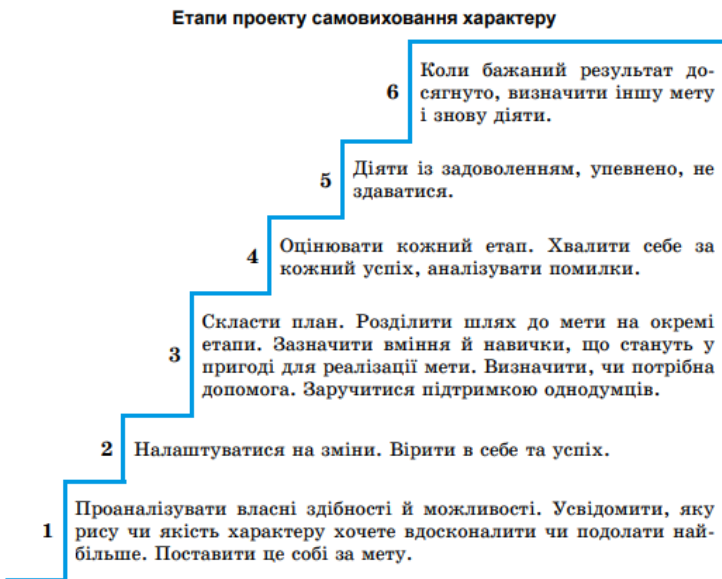 Етапи проекту самовиховання характеру
6
Коли бажаний результат до-
сягнуто, визначити іншу мету
і знову діяти.
5
Діяти із задоволенням, упевнено, не
здаватися.
4
Оцінювати кожний етап. Хвалити себе за
кожний успіх, аналізувати помилки.
3
Скласти план. Розділити шлях до мети на окремі
етапи. Зазначити вміння й навички, що стануть у
пригоді для реалізації мети. Визначити, чи потрібна
допомога. Заручитися підтримкою однодумців.
2
Налаштуватися на зміни. Вірити в себе та успіх.
1
Проаналізувати власні здібності й можливості. Усвідомити, яку
рису чи якість характеру хочете вдосконалити чи подолати най-
більше. Поставити це собі за мету.